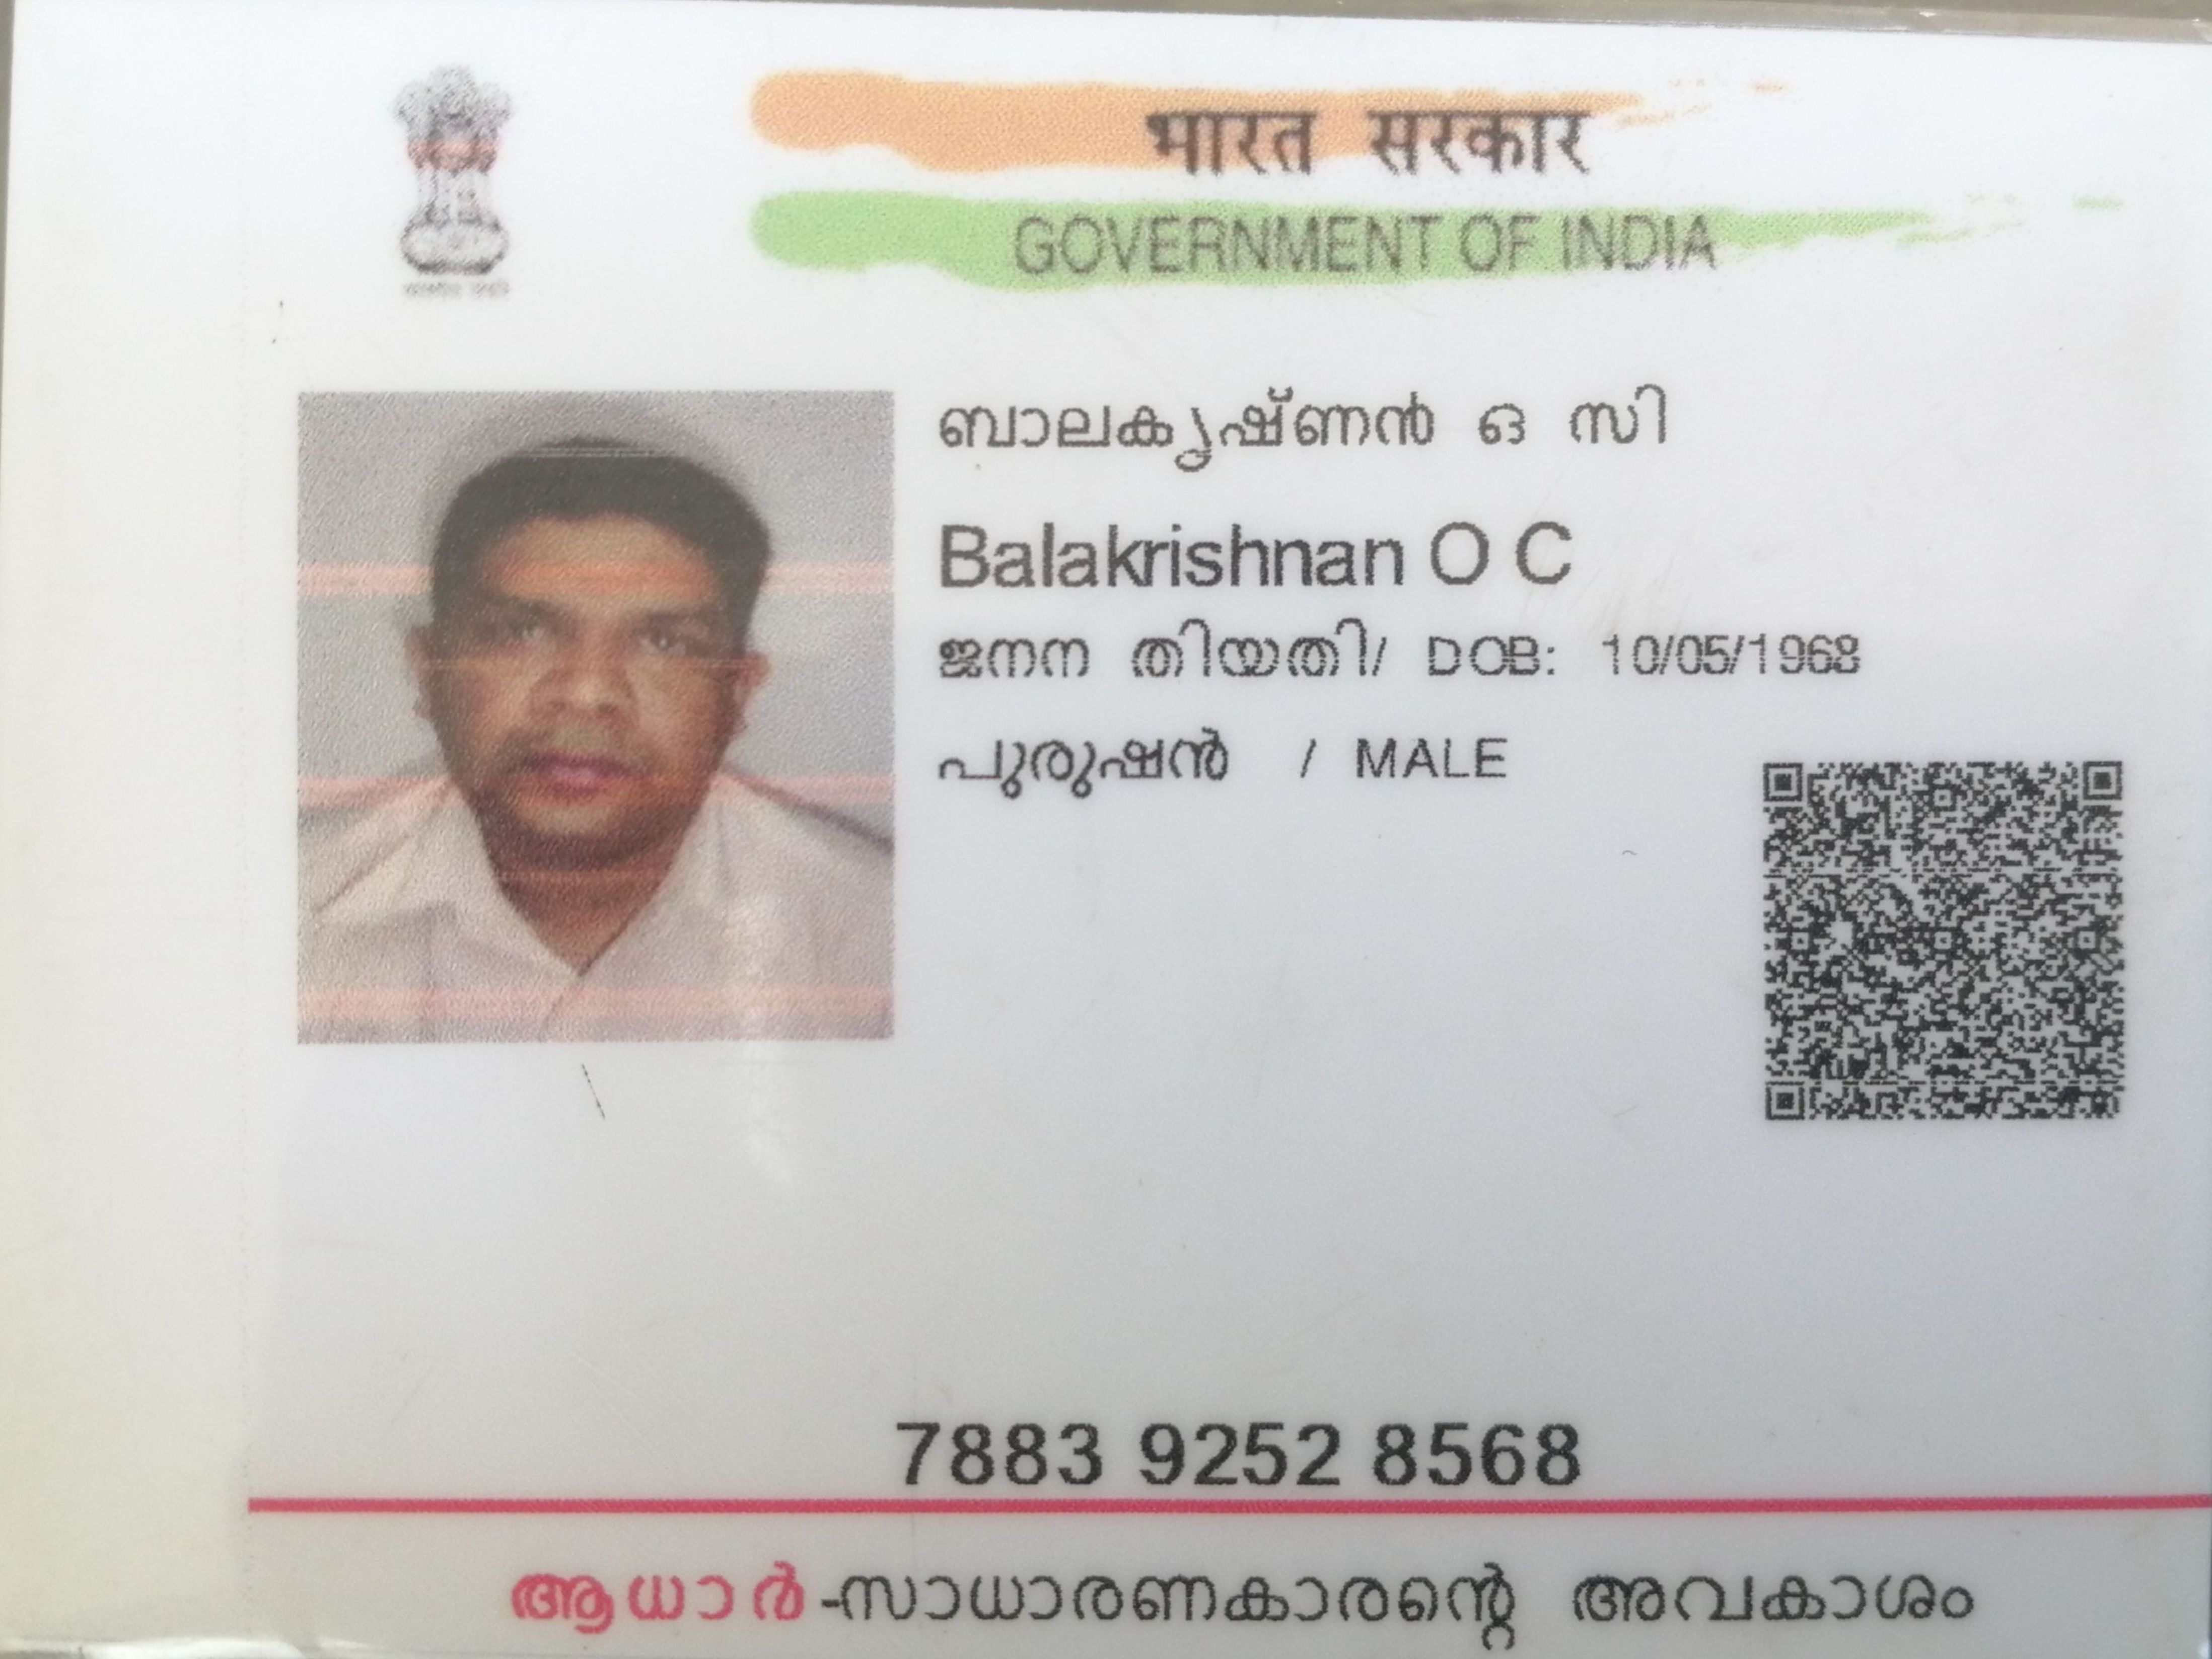 भारत सरकार
GOVERNMENT OF INDIA
ബാലകൃഷ്ണൻ ഒ സി
Balakrishnan O C
ജനന തിയതി/ DOB: 10/05/1968
പുരുഷൻ / MALE
7883 9252 8568
ആധാർ-സാധാരണകാരന്റെ അവകാശം